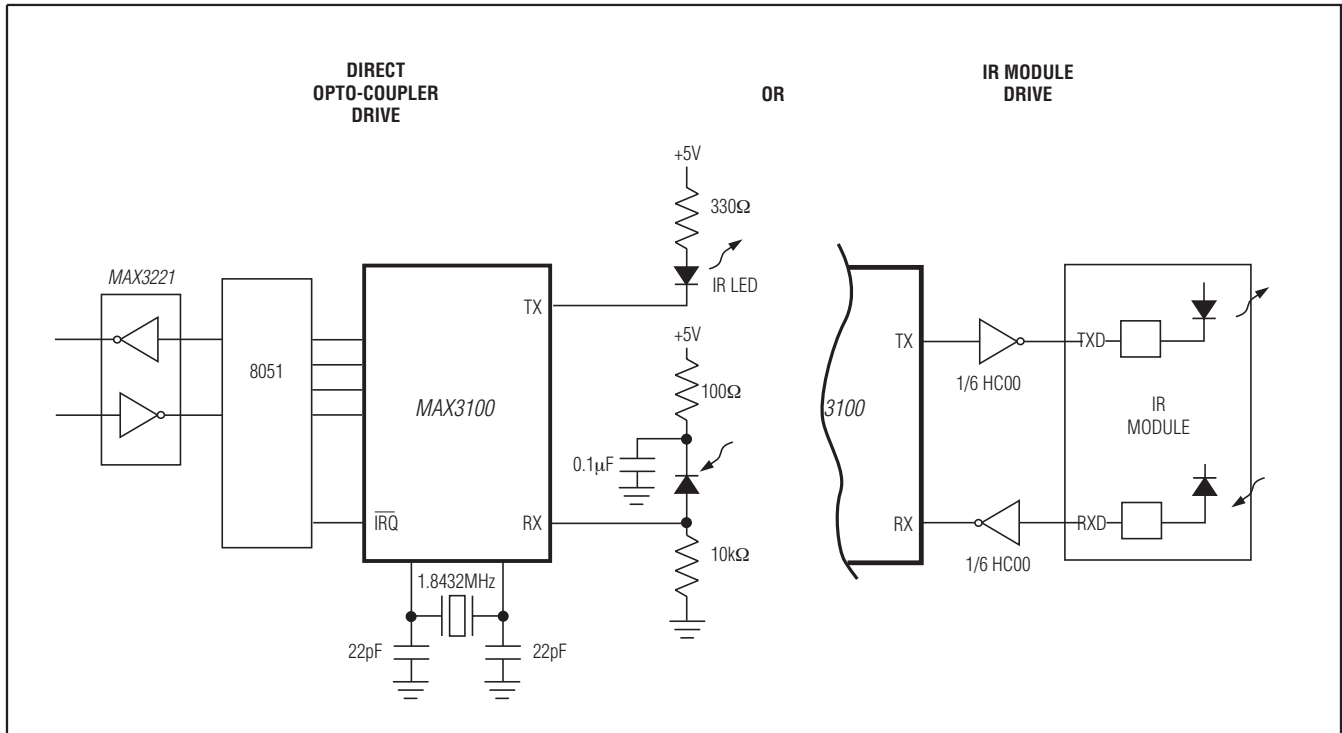 DIRECT
OPTO-COUPLER
DRIVE
OR
IR MODULE
DRIVE
+5V
330Ω
IR LED
MAX3221
8051
MAX3100
TX
RX
IRQ
+5V
100Ω
0.1µF
10kΩ
1.8432MHz
22pF
22pF
3100
TX
RX
1/6 HC00
1/6 HC00
TXD
RXD
IR
MODULE